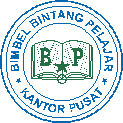 BIMBEL BINTANG PELAJAR
B P
KANTOR PUSAT